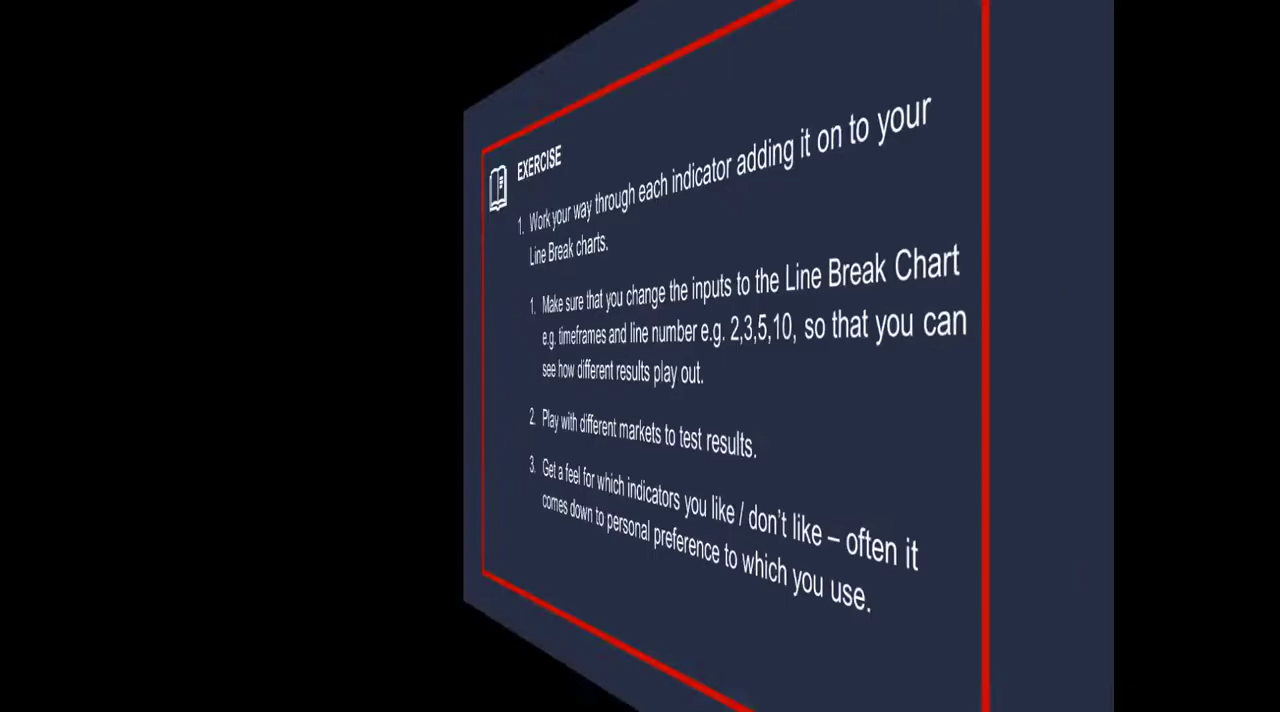 EXERCISE
1. Work your way through each indicator adding it on to your
Line Break charts.
1. Make sure that you change the inputs to the Line Break Chart
e.g. timeframes and line number e.g. 2,3,5,10, so that you can
see how different results play out.
2. Play with different markets to test results.
3. Get a feel for which indicators you like / don't like – often it
comes down to personal preference to which you use.